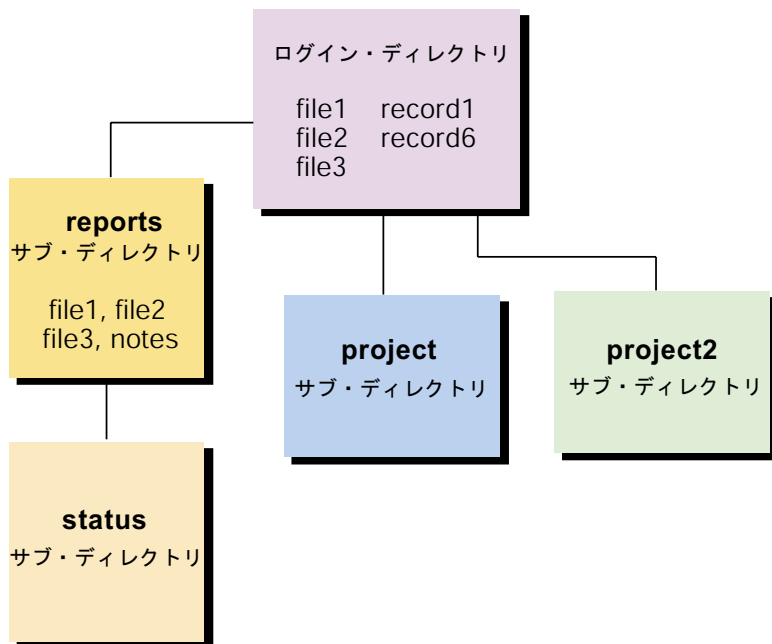 ログイン・ディレクトリ
file1 record1
file2 record6
file3
reports
サブ・ディレクトリ
file1, file2
file3, notes
project
サブ・ディレクトリ
project2
サブ・ディレクトリ
status
サブ・ディレクトリ